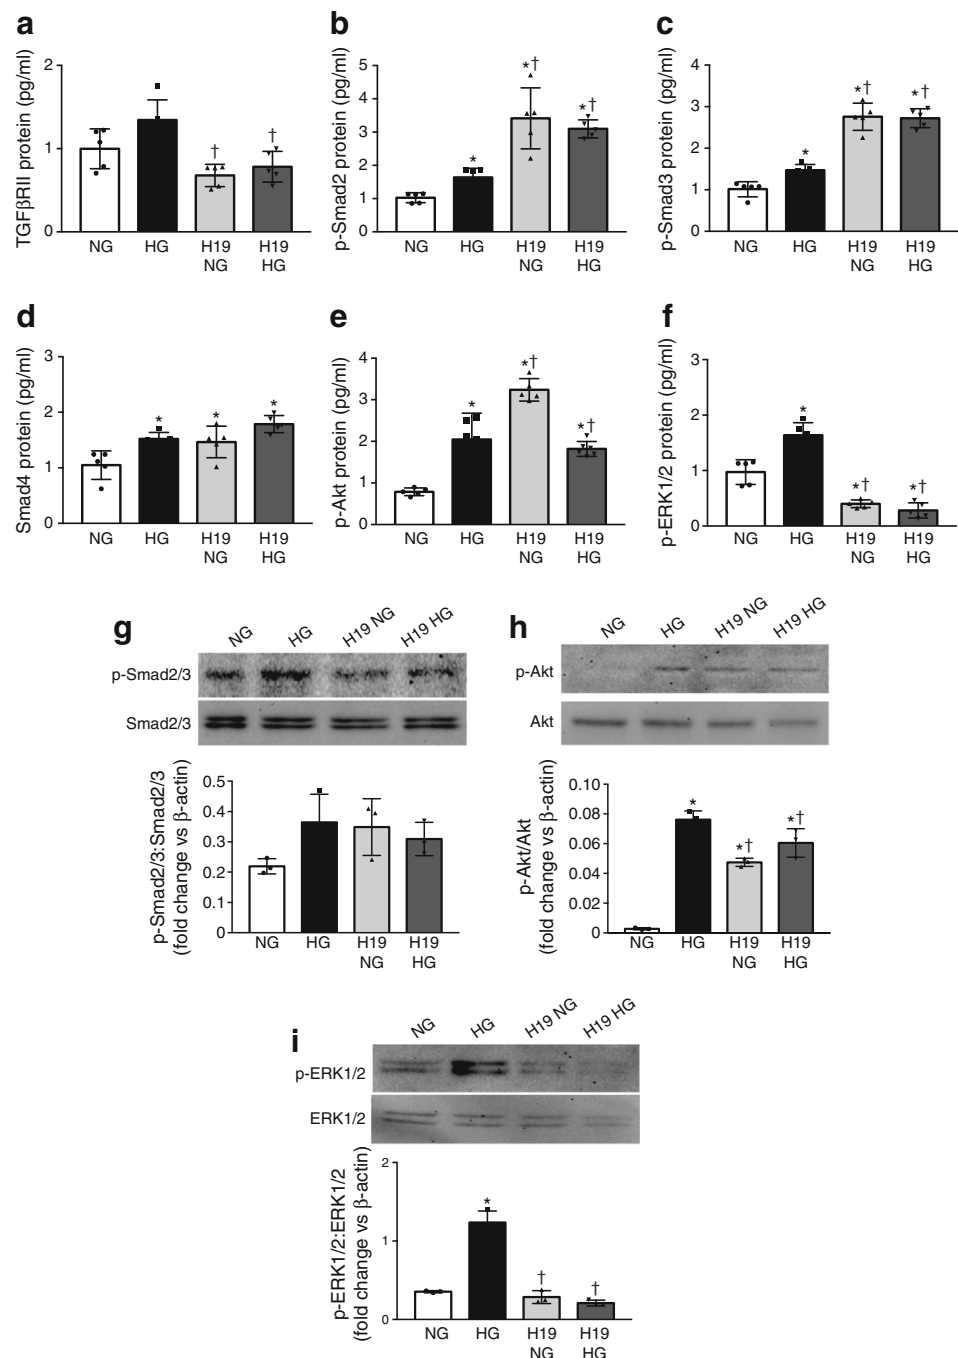 a
TGFβRII protein (pg/ml)
2
1
0
†
†
NG
HG
H19
NG
H19
HG
b
p-Smad2 protein (pg/ml)
5
4
3
2
1
0
*
*†
*†
NG
HG
H19
NG
H19
HG
c
p-Smad3 protein (pg/ml)
4
3
2
1
0
*
*†
*†
NG
HG
H19
NG
H19
HG
d
Smad4 protein (pg/ml)
3
2
1
0
*
*
*
NG
HG
H19
NG
H19
HG
e
p-Akt protein (pg/ml)
4
3
2
1
0
*
*†
*†
NG
HG
H19
NG
H19
HG
f
p-ERK1/2 protein (pg/ml)
3
2
1
0
*
*†
*†
NG
HG
H19
NG
H19
HG
g
NG
HG
H19 NG
H19 HG
p-Smad2/3
Smad2/3
p-Smad2/3:Smad2/3
(fold change vs β-actin)
0.5
0.4
0.3
0.2
0.1
0
NG
HG
H19
NG
H19
HG
h
NG
HG
H19 NG
H19 HG
p-Akt
Akt
p-Akt/Akt
(fold change vs β-actin)
0.10
0.08
0.06
0.04
0.02
0
*
*†
*†
NG
HG
H19
NG
H19
HG
i
NG
HG
H19 NG
H19 HG
p-ERK1/2
ERK1/2
p-ERK1/2:ERK1/2
(fold change vs β-actin)
2
1
0
*
†
†
NG
HG
H19
NG
H19
HG